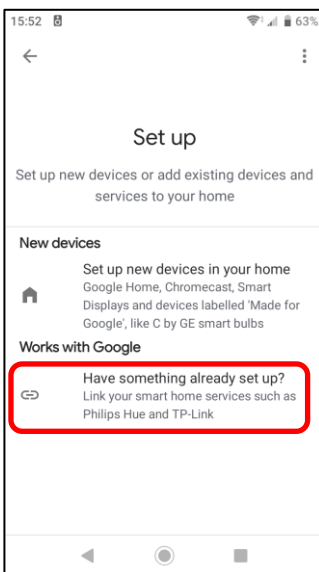 15:52 63%
Set up
Set up new devices or add existing devices and
services to your home
New devices
Set up new devices in your home
Google Home, Chromecast, Smart
Displays and devices labelled 'Made for
Google', like C by GE smart bulbs
Works with Google
Have something already set up?
Link your smart home services such as
Philips Hue and TP-Link